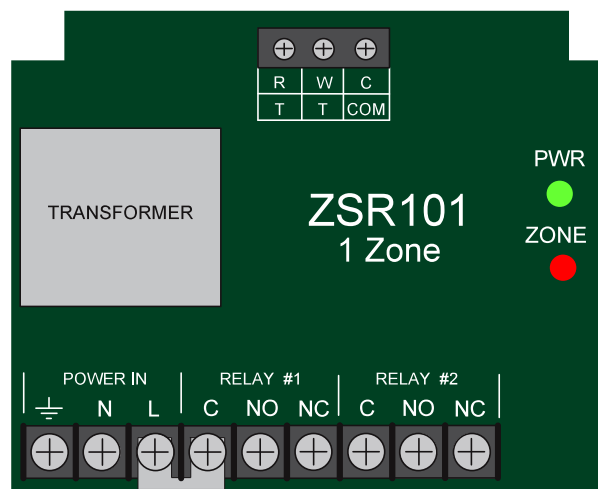 R W C
T T COM
PWR
TRANSFORMER
ZSR101
1 Zone
ZONE
POWER IN RELAY #1 RELAY #2
N L C NO NC C NO NC